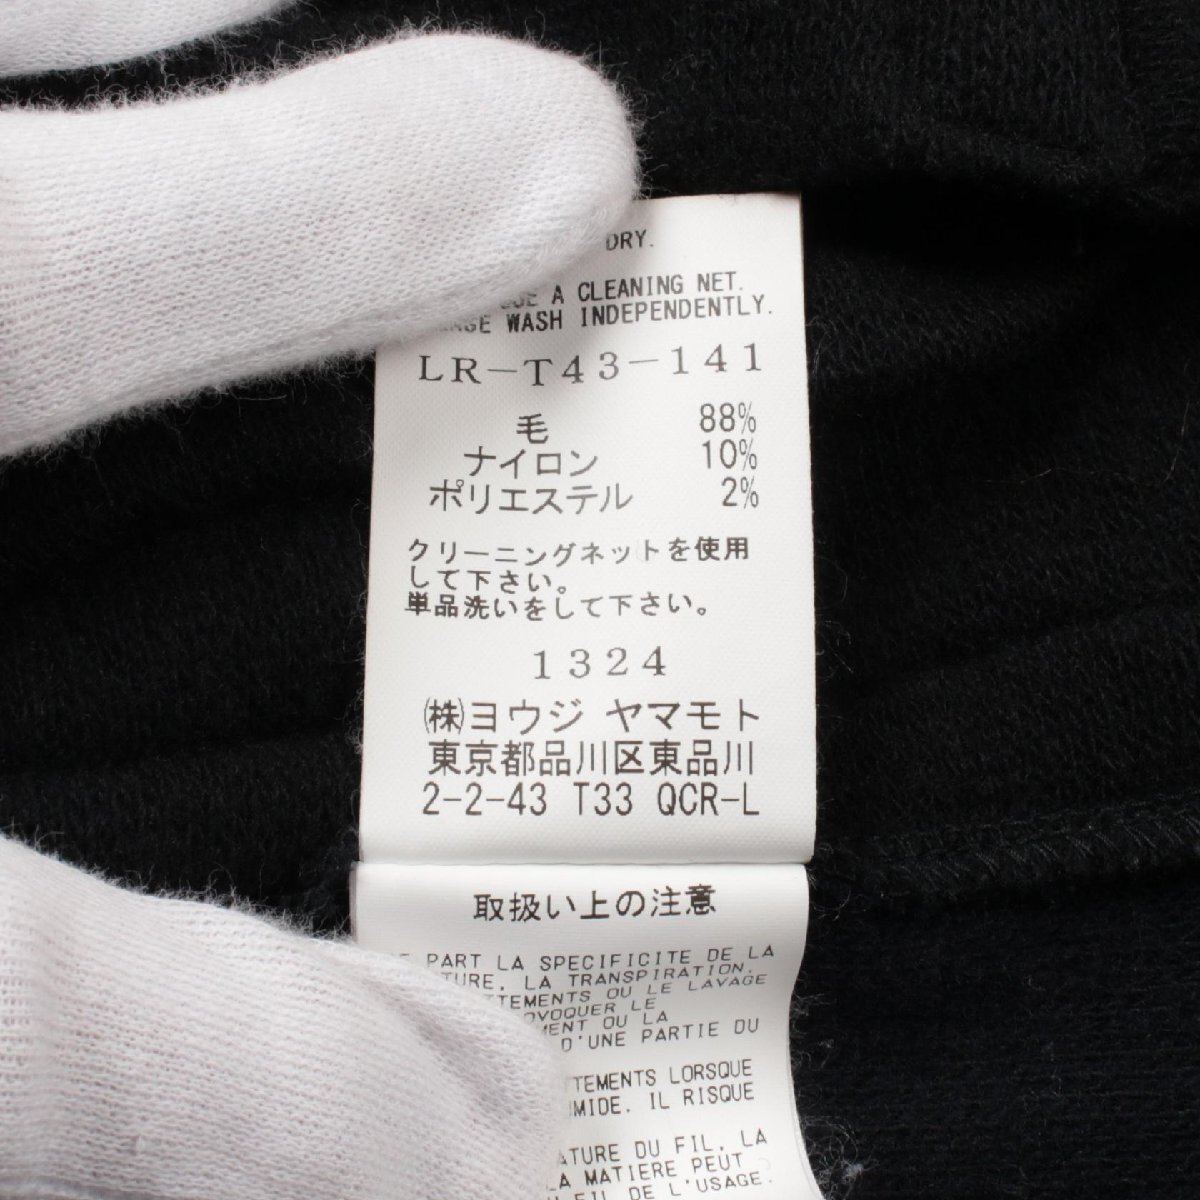 DRY.
A CLEANING NET.
WASH INDEPENDENTLY.
LR-T43-141
毛 88%
ナイロン 10%
ポリエステル 2%
クリーニングネットを使用
して下さい。
単品洗いをして下さい。
1324
(株)ヨウジ ヤマモト
東京都品川区東品川
2-2-43 T33 QCR-L
取扱い上の注意
PART LA SPECIFICITE DE LA
LA TRANSPIRATION,
OU LE LAVAGE
LE
OU LA
D'UNE PARTIE DU
LORSQUE
IL RISQUE
DU FIL, LA
LA MATIERE PEUT
DE L'USAGE.